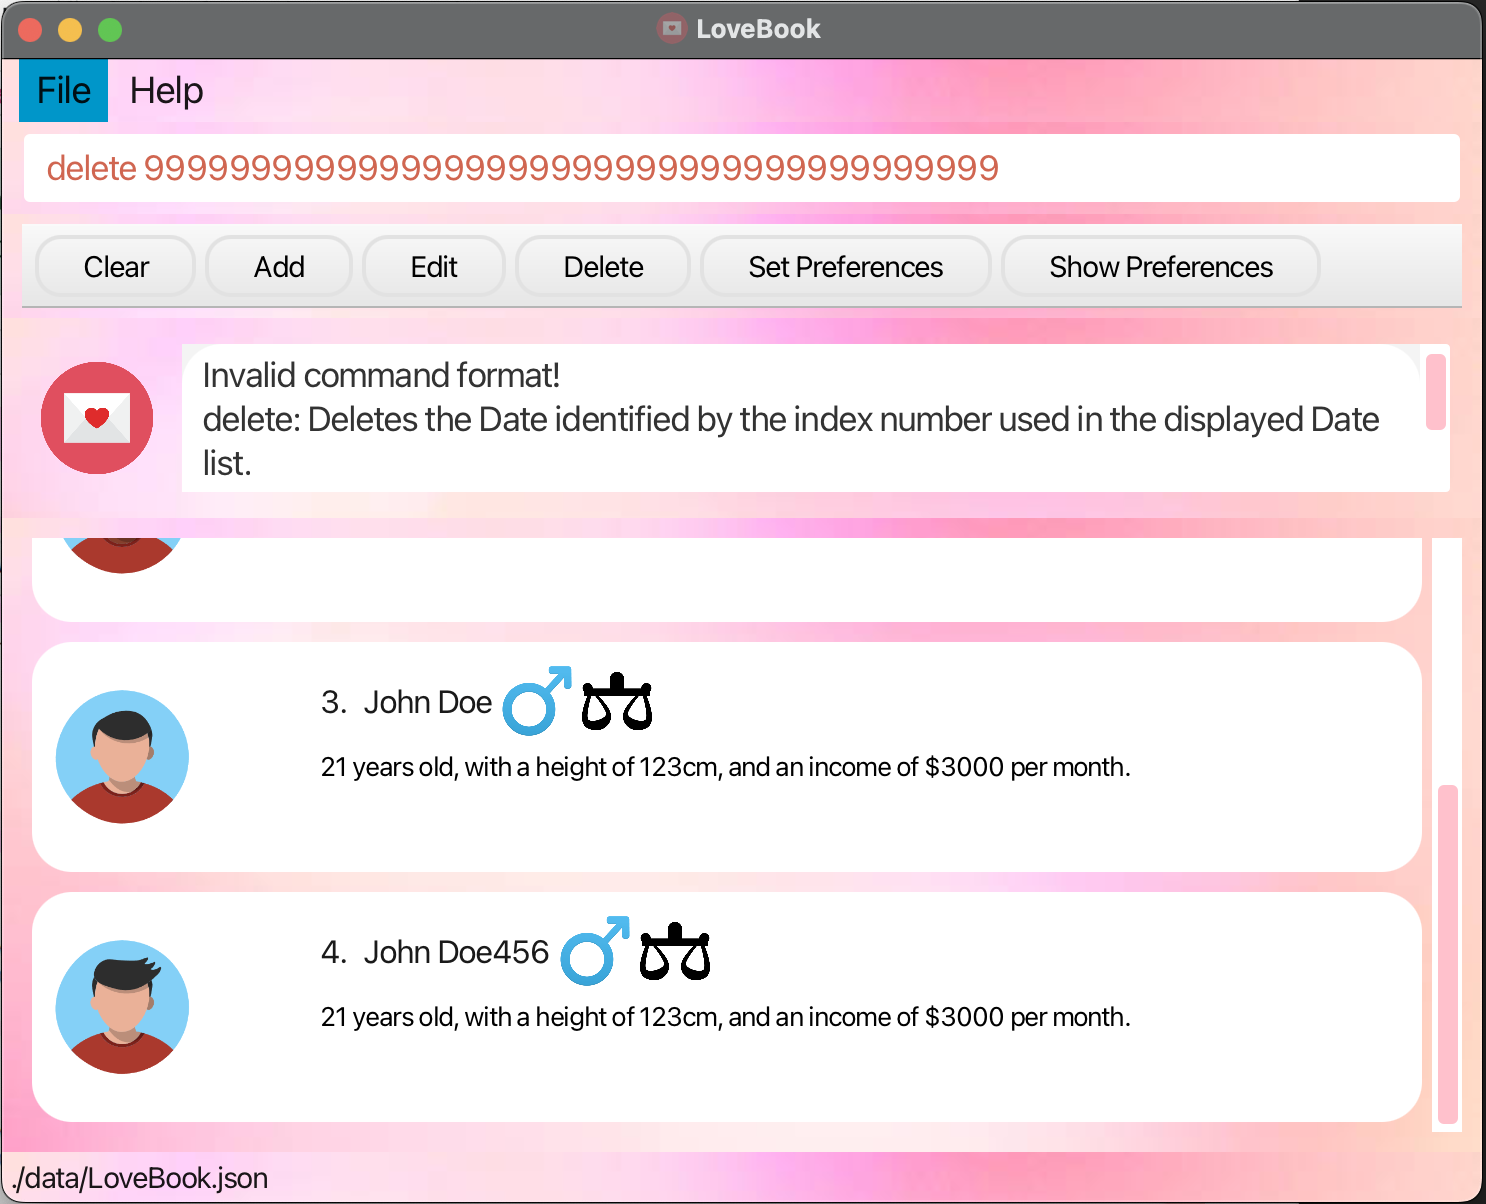 LoveBook
File Help
delete 9999999999999999999999999999999999999999
Clear Add Edit Delete Set Preferences Show Preferences
Invalid command format!
delete: Deletes the Date identified by the index number used in the displayed Date
list.
3. John Doe
21 years old, with a height of 123cm, and an income of $3000 per month.
4. John Doe456
21 years old, with a height of 123cm, and an income of $3000 per month.
./data/LoveBook.json